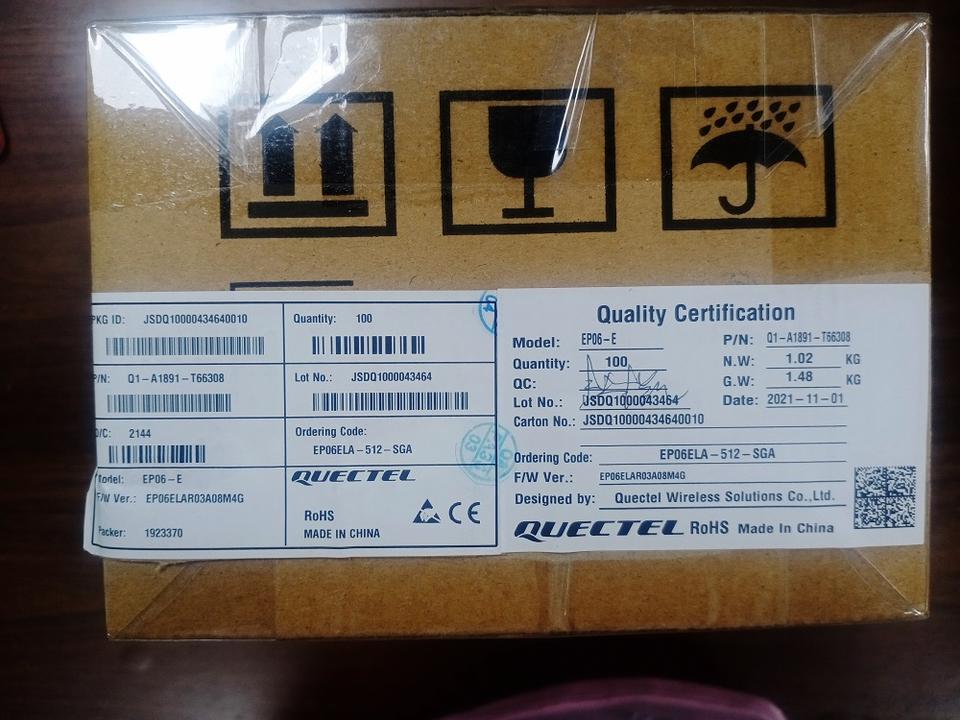 PKG ID: JSDQ10000434640010
Quantity: 100
P/N: Q1-A1891-T66308
Lot No.: JSDQ1000043464
D/C: 2144
Ordering Code:
EP06ELA-512-SGA
Model: EP06-E
F/W Ver.: EP06ELAR03A08M4G
Packer: 1923370
QUECTEL
RoHS
CE
MADE IN CHINA
Quality Certification
Model: EP06-E
P/N: Q1-A1891-T66308
Quantity: 100
N.W: 1.02 KG
QC:
G.W: 1.48 KG
Lot No.: JSDQ1000043464
Date: 2021-11-01
Carton No.: JSDQ10000434640010
Ordering Code: EP06ELA-512-SGA
F/W Ver.: EP06ELAR03A08M4G
Designed by: Quectel Wireless Solutions Co.,Ltd.
QUECTEL RoHS Made In China